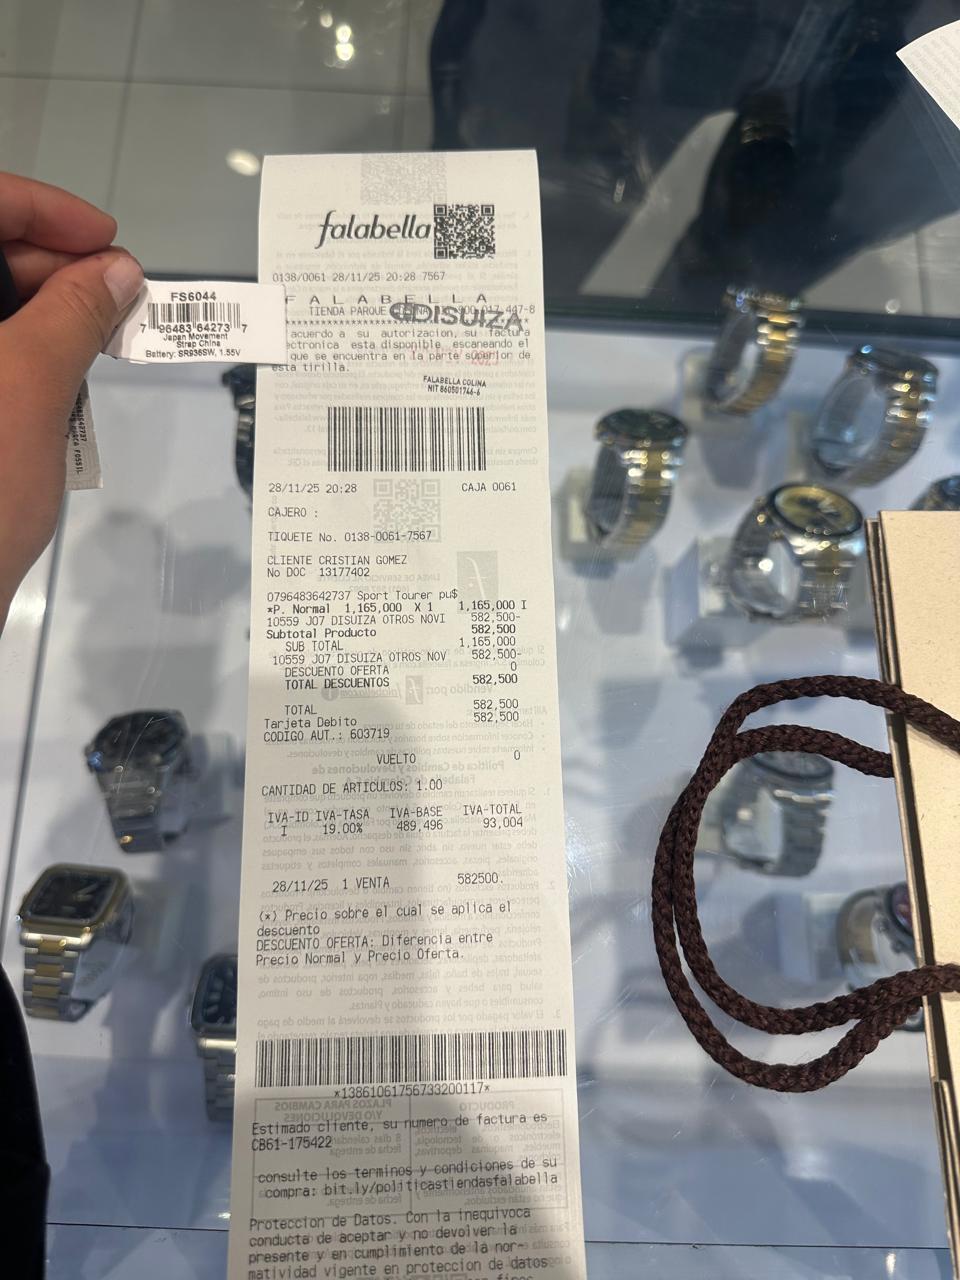 FS6044
7 96483 64273 7
Japan Movement
Strap China
Battery: SR936SW, 1.55V
falabella
0138/0061 28/11/25 20:28 7567
F A L A B E L L A
DISUIZA
TIENDA PARQUE 900.017.447-8
acuerdo a su autorizacion, su factura
ectronica esta disponible escaneando el
que se encuentra en la parte superior de
esta tirilla.
FALABELLA COLINA
NIT 860501746-6
28/11/25 20:28 CAJA 0061
CAJERO :
TIQUETE No. 0138-0061-7567
CLIENTE CRISTIAN GOMEZ
No DOC 13177402
0796483642737 Sport Tourer pu$
*P. Normal 1,165,000 X 1 1,165,000 I
10559 J07 DISUIZA OTROS NOVI 582,500-
Subtotal Producto 582,500
SUB TOTAL 1,165,000
10559 J07 DISUIZA OTROS NOV 582,500-
DESCUENTO OFERTA 0
TOTAL DESCUENTOS 582,500
TOTAL 582,500
Tarjeta Debito 582,500
CODIGO AUT.: 603719
VUELTO 0
CANTIDAD DE ARTICULOS: 1.00
IVA-ID IVA-TASA IVA-BASE IVA-TOTAL
I 19.00% 489,496 93,004
28/11/25 1 VENTA 582500.
(*) Precio sobre el cual se aplica el
descuento
DESCUENTO OFERTA: Diferencia entre
Precio Normal y Precio Oferta.
*13861061756733200117*
Estimado cliente, su numero de factura es
CB61-175422
consulte los terminos y condiciones de su
compra: bit.ly/politicastiendasfalabella
Proteccion de Datos. Con la inequivoca
conducta de aceptar y no devolver la
presente y en cumplimiento de la nor-
matividad vigente en proteccion de datos